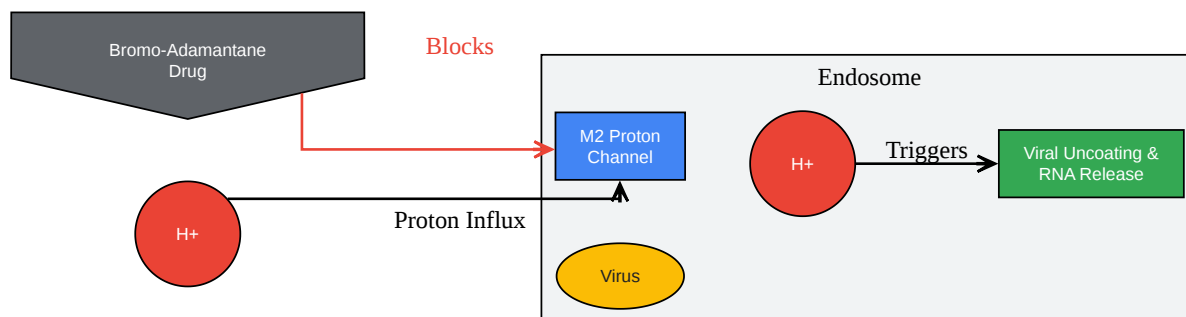 Bromo-Adamantane
Drug
Blocks
Endosome
M2 Proton
Channel
H+
Triggers
Viral Uncoating &
RNA Release
Proton Influx
H+
Virus